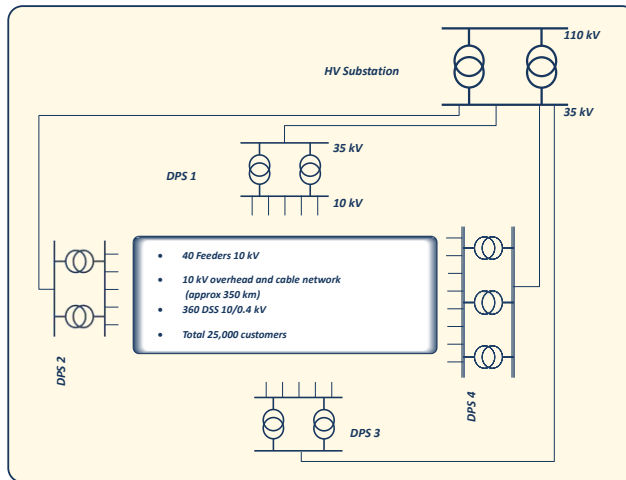 110 kV
HV Substation
35 kV
35 kV
DPS 1
10 kV
• 40 Feeders 10 kV
• 10 kV overhead and cable network
(approx 350 km)
• 360 DSS 10/0.4 kV
• Total 25,000 customers
DPS 2
DPS 4
DPS 3